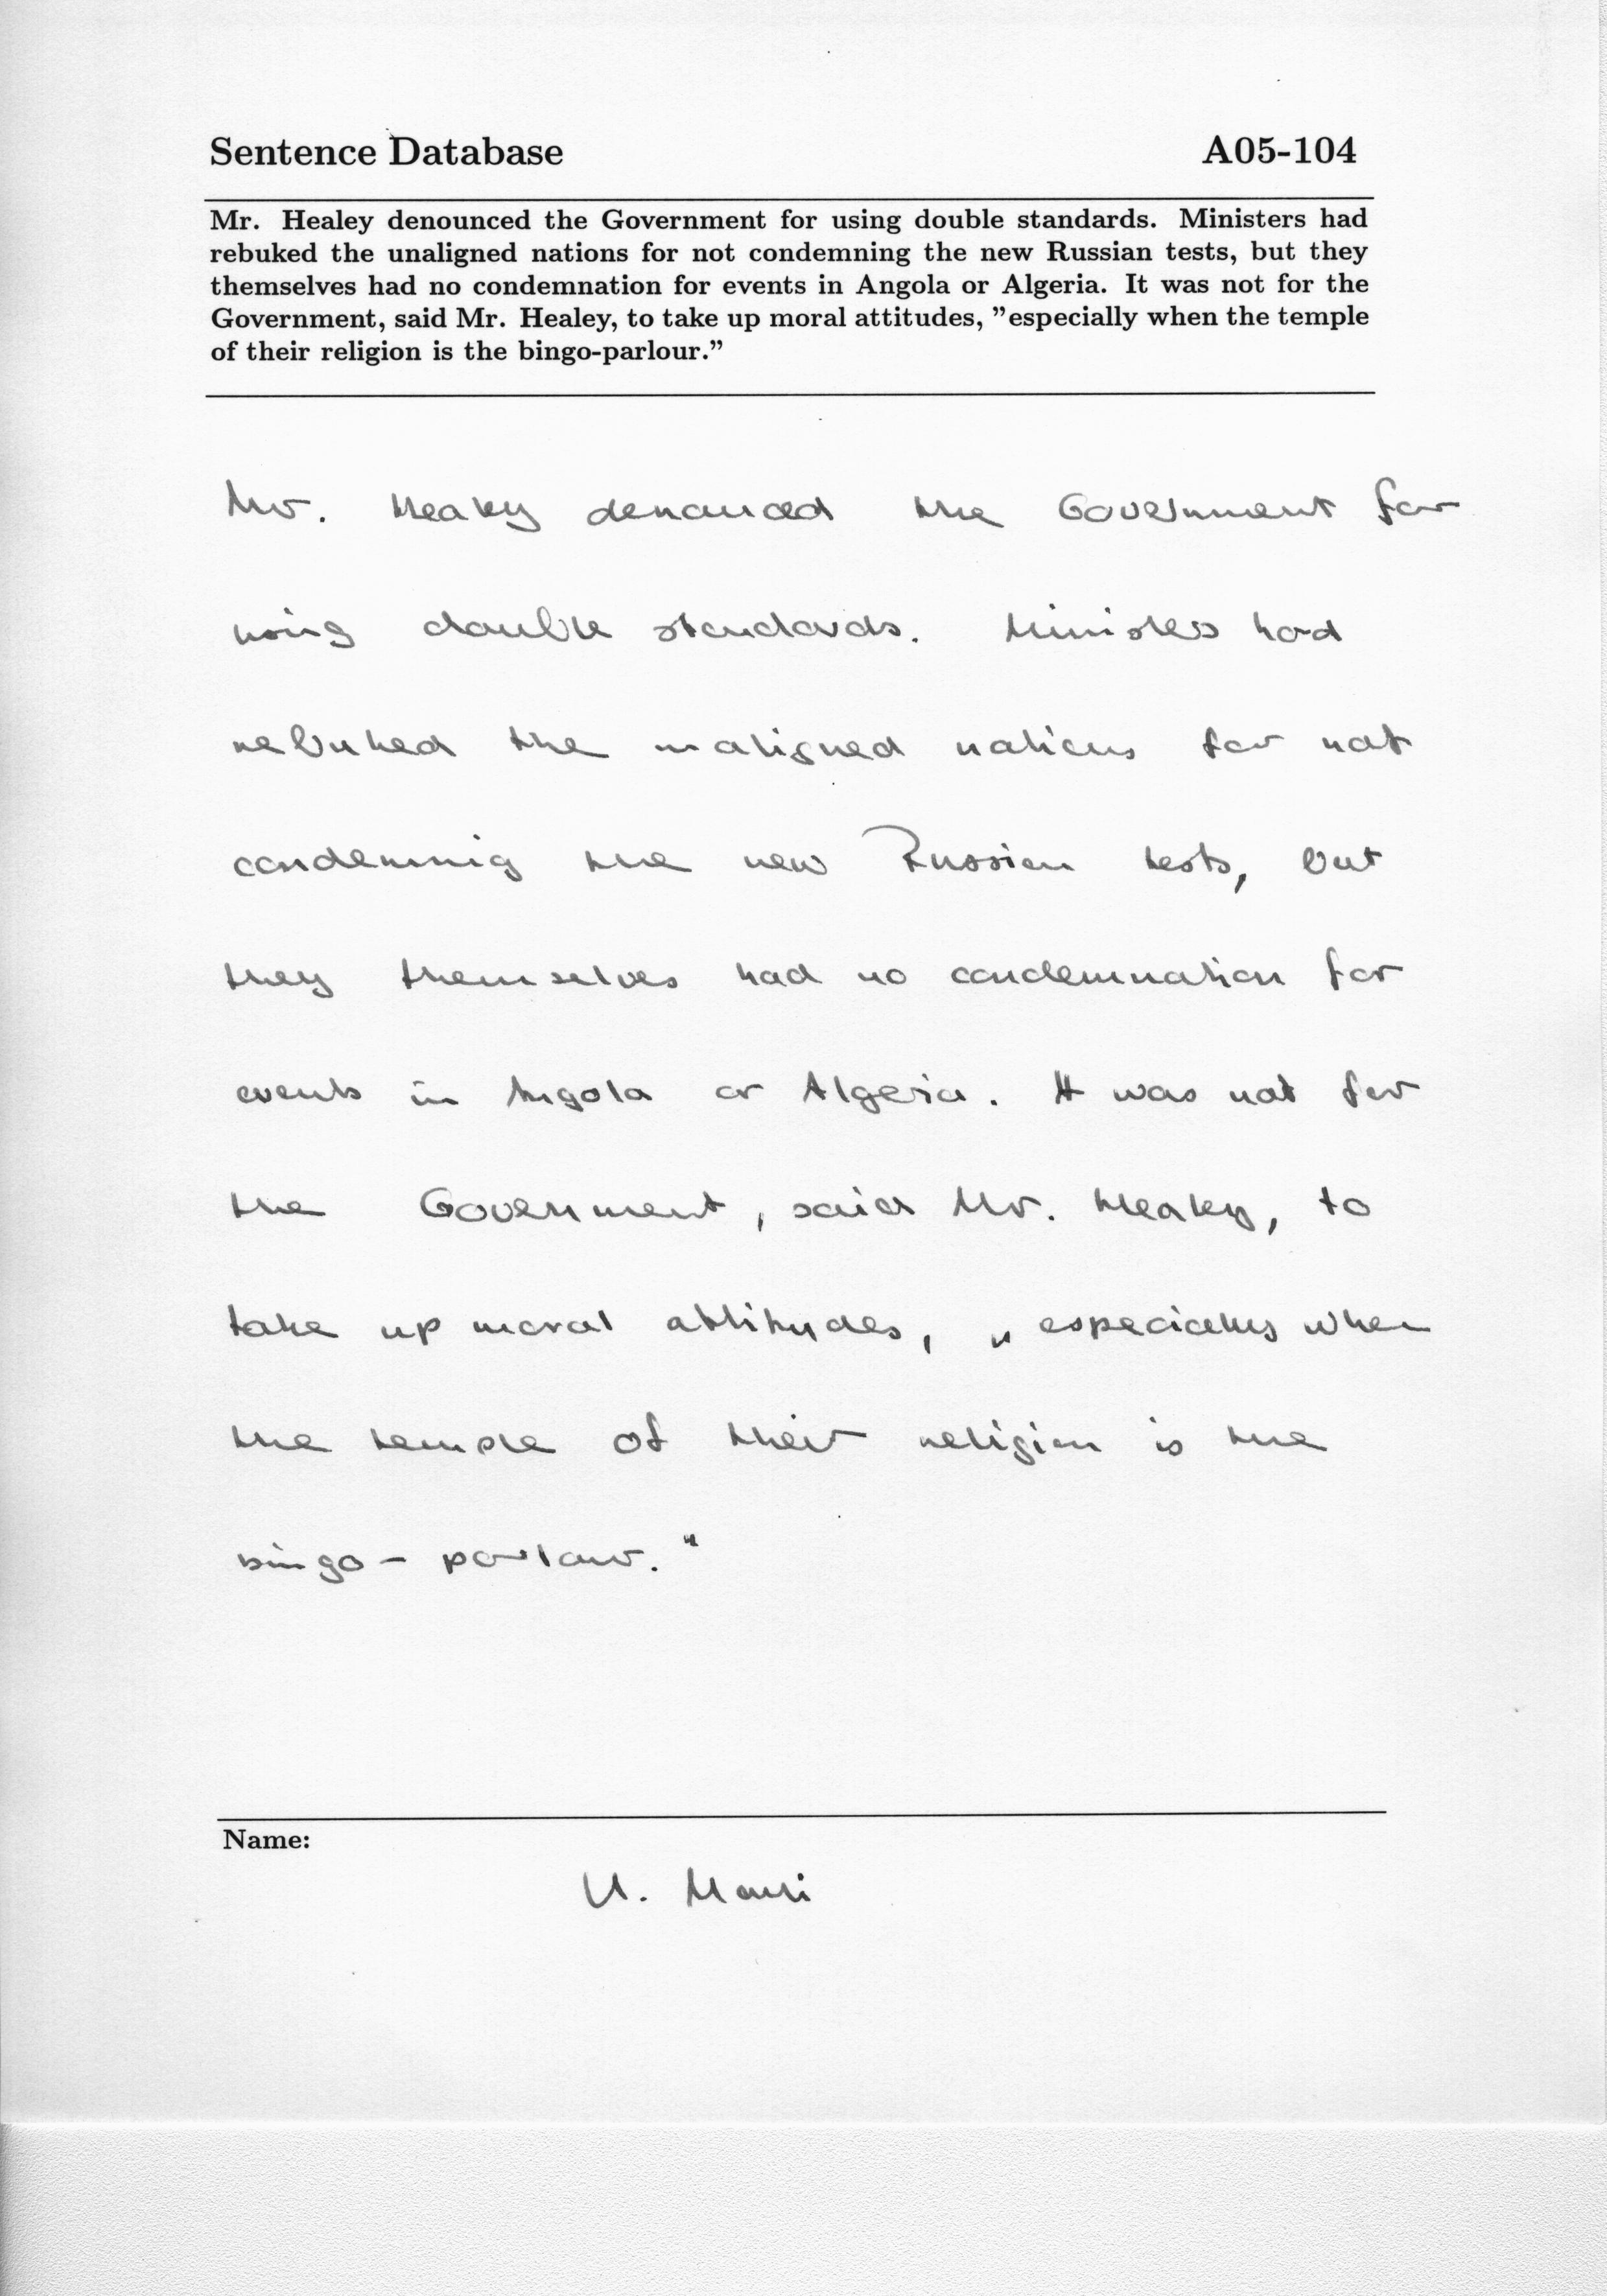 Sentence Database A05-104
Mr. Healey denounced the Government for using double standards. Ministers had
rebuked the unaligned nations for not condemning the new Russian tests, but they
themselves had no condemnation for events in Angola or Algeria. It was not for the
Government, said Mr. Healey, to take up moral attitudes, "especially when the temple
of their religion is the bingo-parlour."
Mr. Healey denounced the Government for
using double standards. Ministers had
rebuked the unaligned nations for not
condemning the new Russian tests, but
they themselves had no condemnation for
events in Angola or Algeria. It was not for
the Government, said Mr. Healey, to
take up moral attitudes, „especially when
the temple of their religion is the
bingo-parlour."
Name:
U.